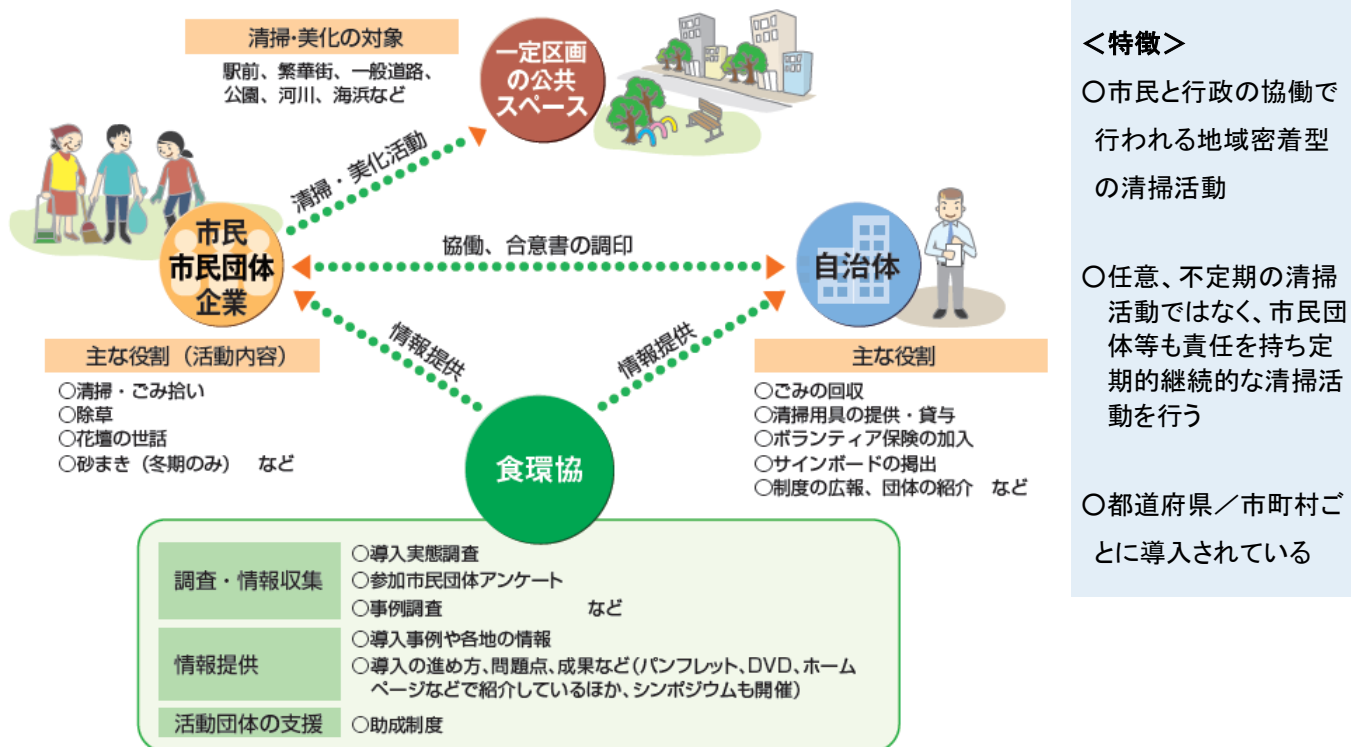 清掃・美化の対象
駅前、繁華街、一般道路、
公園、河川、海浜など
一定区画
の公共
スペース
清掃・美化活動
市民
市民団体
企業
協働、合意書の調印
自治体
情報提供
情報提供
主な役割（活動内容）
○清掃・ごみ拾い
○除草
○花壇の世話
○砂まき（冬期のみ）　など
主な役割
○ごみの回収
○清掃用具の提供・貸与
○ボランティア保険の加入
○サインボードの掲出
○制度の広報、団体の紹介　など
食環協
調査・情報収集
○導入実態調査
○参加市民団体アンケート
○事例調査　　　　　　など
情報提供
○導入事例や各地の情報
○導入の進め方、問題点、成果など（パンフレット、DVD、ホーム
ページなどで紹介しているほか、シンポジウムも開催）
活動団体の支援
○助成制度
＜特徴＞
○市民と行政の協働で
行われる地域密着型
の清掃活動
○任意、不定期の清掃
活動ではなく、市民団
体等も責任を持ち定
期的継続的な清掃活
動を行う
○都道府県／市町村ご
とに導入されている